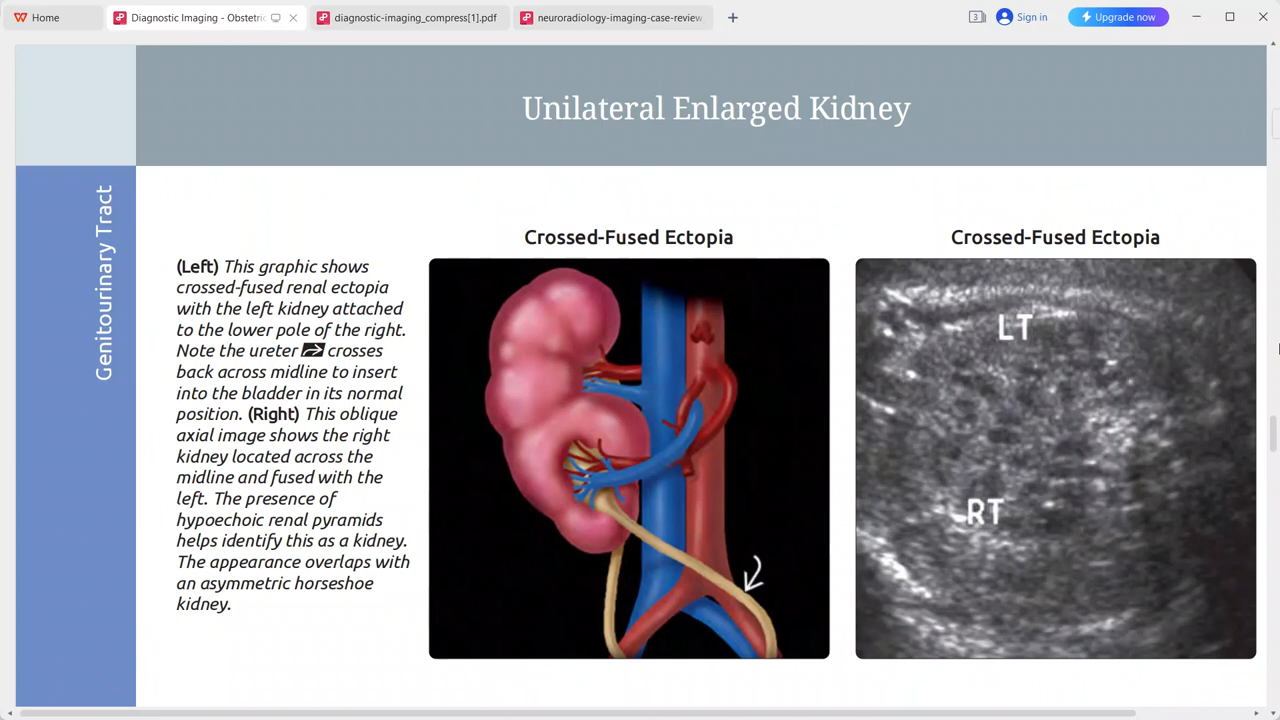 Home
Diagnostic Imaging - Obstetric
diagnostic-imaging_compress[1].pdf
neuroradiology-imaging-case-review
3
Sign in
Upgrade now
Unilateral Enlarged Kidney
Genitourinary Tract
Crossed-Fused Ectopia
Crossed-Fused Ectopia
(Left) This graphic shows
crossed-fused renal ectopia
with the left kidney attached
to the lower pole of the right.
Note the ureter crosses
back across midline to insert
into the bladder in its normal
position. (Right) This oblique
axial image shows the right
kidney located across the
midline and fused with the
left. The presence of
hypoechoic renal pyramids
helps identify this as a kidney.
The appearance overlaps with
an asymmetric horseshoe
kidney.
LT
RT